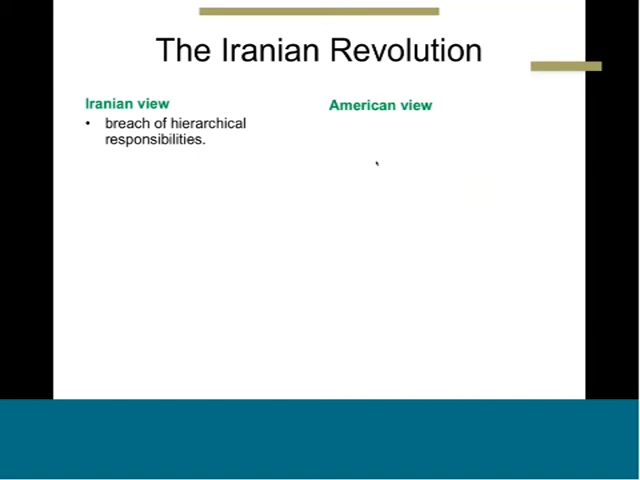 The Iranian Revolution
Iranian view
• breach of hierarchical
responsibilities.
American view